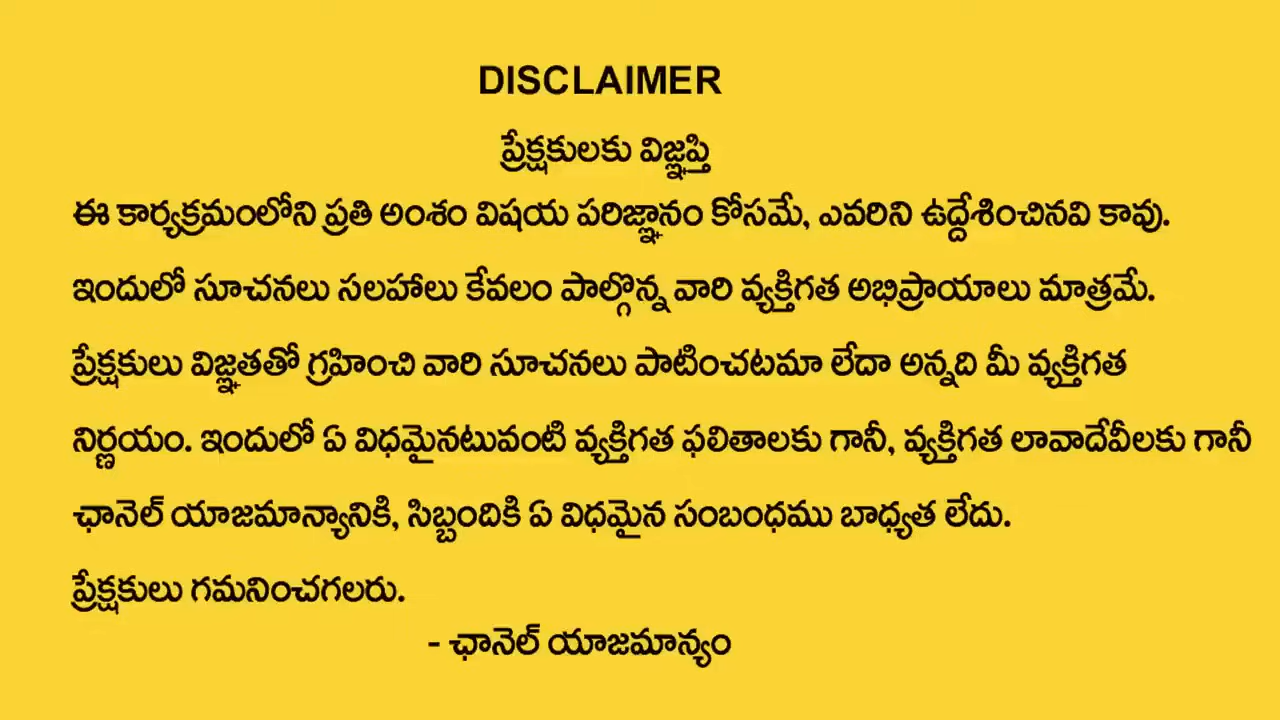 DISCLAIMER
ప్రేక్షకులకు విజ్ఞప్తి
ఈ కార్యక్రమంలోని ప్రతి అంశం విషయ పరిజ్ఞానం కోసమే, ఎవరిని ఉద్దేశించినవి కావు.
ఇందులో సూచనలు సలహాలు కేవలం పాల్గొన్న వారి వ్యక్తిగత అభిప్రాయాలు మాత్రమే.
ప్రేక్షకులు విజ్ఞతతో గ్రహించి వారి సూచనలు పాటించటమా లేదా అన్నది మీ వ్యక్తిగత
నిర్ణయం. ఇందులో ఏ విధమైనటువంటి వ్యక్తిగత ఫలితాలకు గానీ, వ్యక్తిగత లావాదేవీలకు గానీ
ఛానెల్ యాజమాన్యానికి, సిబ్బందికి ఏ విధమైన సంబంధము బాధ్యత లేదు.
ప్రేక్షకులు గమనించగలరు.
- ఛానెల్ యాజమాన్యం